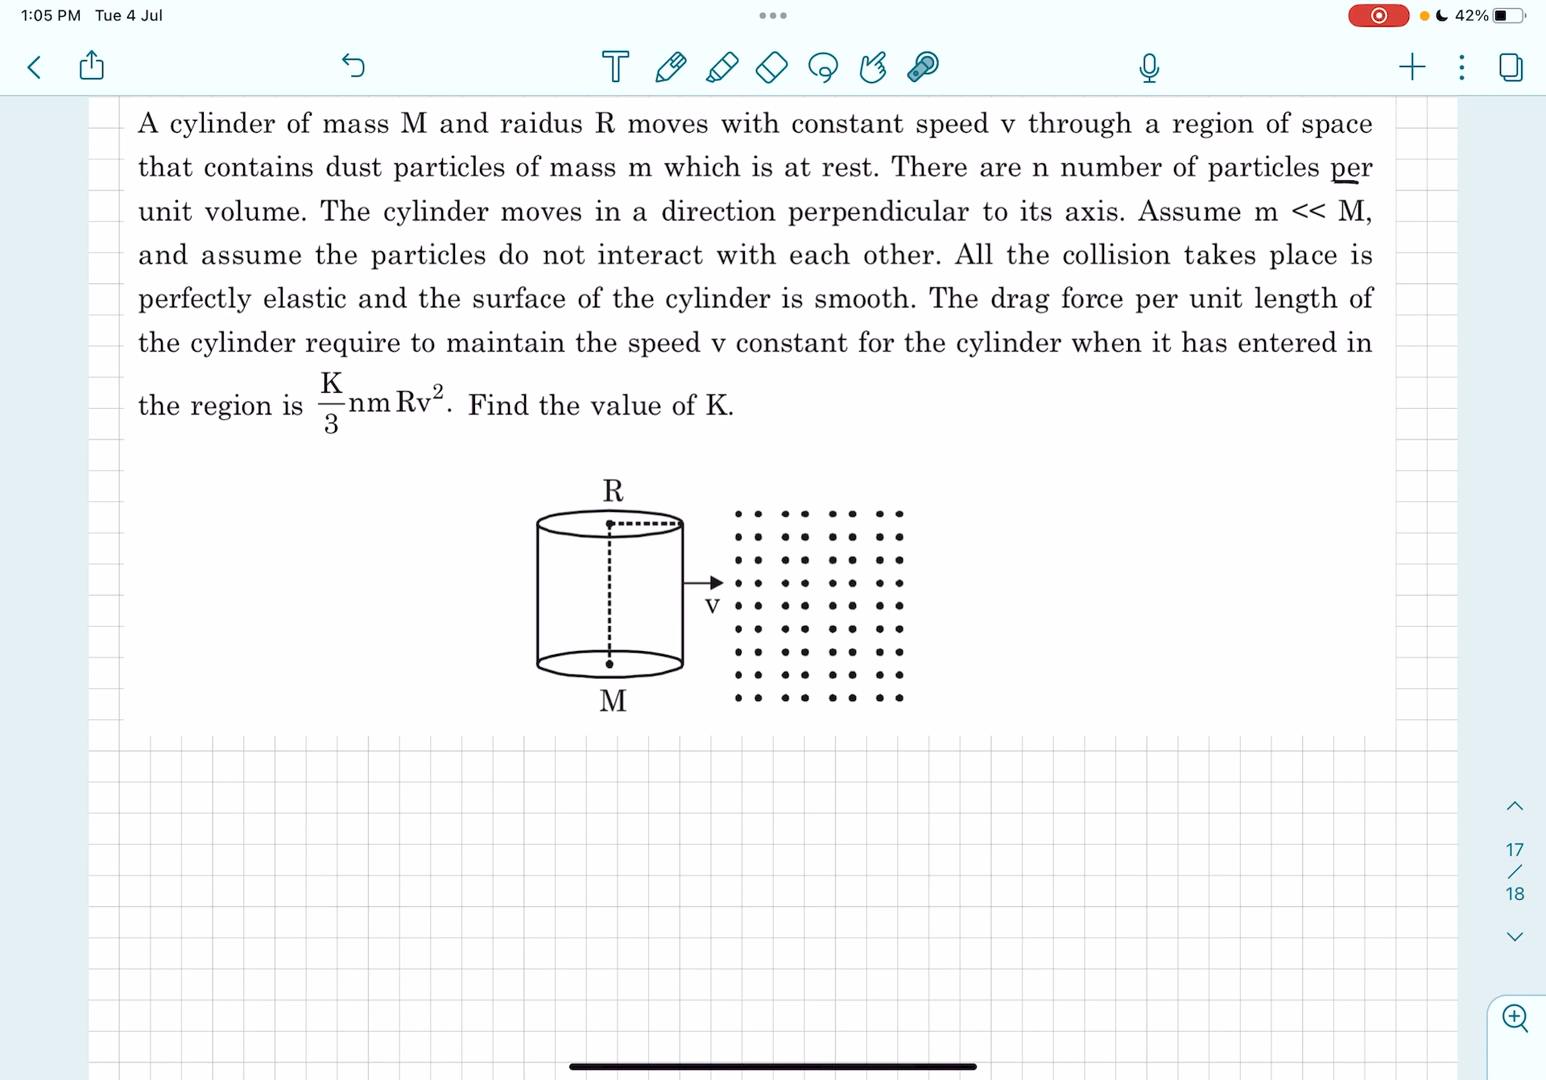 1:05 PM Tue 4 Jul
42%
A cylinder of mass M and raidus R moves with constant speed v through a region of space
that contains dust particles of mass m which is at rest. There are n number of particles per
unit volume. The cylinder moves in a direction perpendicular to its axis. Assume m << M,
and assume the particles do not interact with each other. All the collision takes place is
perfectly elastic and the surface of the cylinder is smooth. The drag force per unit length of
the cylinder require to maintain the speed v constant for the cylinder when it has entered in
the region is K/3 nm Rv². Find the value of K.
R
v
M
17
/
18